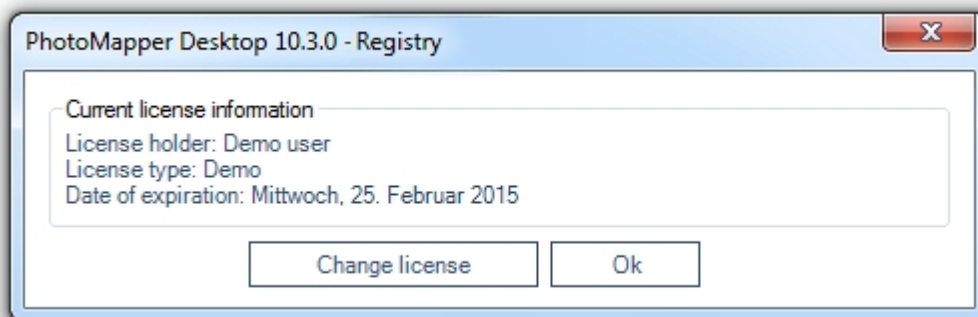 PhotoMapper Desktop 10.3.0 - Registry
Current license information
License holder: Demo user
License type: Demo
Date of expiration: Mittwoch, 25. Februar 2015
Change license
Ok